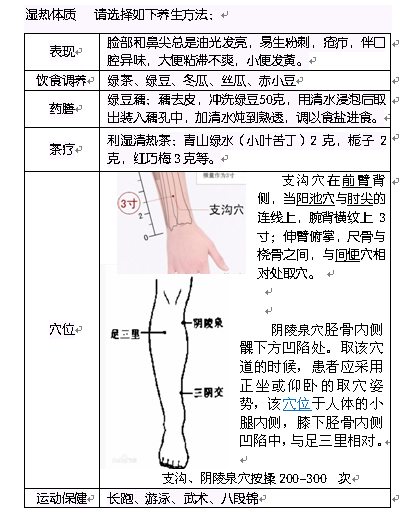 湿热体质 请选择如下养生方法：
表现
脸部和鼻尖总是油光发亮，易生粉刺，疮疖，伴口
腔异味，大便粘滞不爽，小便发黄。
饮食调养
绿茶、绿豆、冬瓜、丝瓜、赤小豆
药膳
绿豆藕：藕去皮，冲洗绿豆50克，用清水浸泡后取
出装入藕孔中，加清水炖到熟透，调以食盐进食。
茶疗
利湿清热茶：青山绿水（小叶苦丁）2 克，栀子 2
克，红巧梅 3 克等。
穴位
横量作为3寸
3寸
支沟穴
3
2
0
支沟穴在前臂背
侧，当阳池穴与肘尖的
连线上，腕背横纹上 3
寸；伸臂俯掌，尺骨与
桡骨之间，与间使穴相
对处取穴。
足三里
阴陵泉
三阴交
阴陵泉穴胫骨内侧
髁下方凹陷处。取该穴
道的时候，患者应采用
正坐或仰卧的取穴姿
势，该穴位于人体的小
腿内侧，膝下胫骨内侧
凹陷中，与足三里相对。
支沟、阴陵泉穴按揉 200-300 次
运动保健
长跑、游泳、武术、八段锦